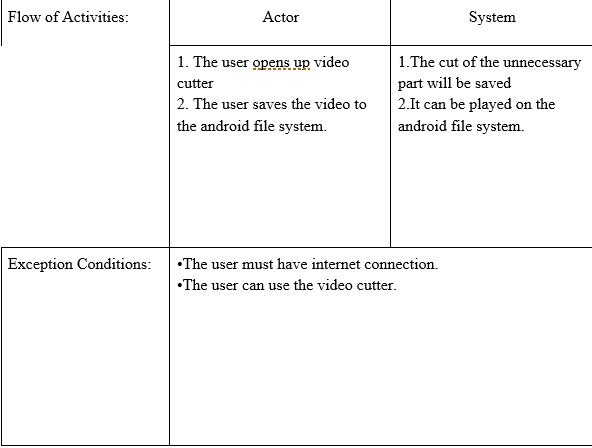 Flow of Activities:
Actor
System
1. The user opens up video
cutter
2. The user saves the video to
the android file system.
1.The cut of the unnecessary
part will be saved
2.It can be played on the
android file system.
Exception Conditions:
•The user must have internet connection.
•The user can use the video cutter.